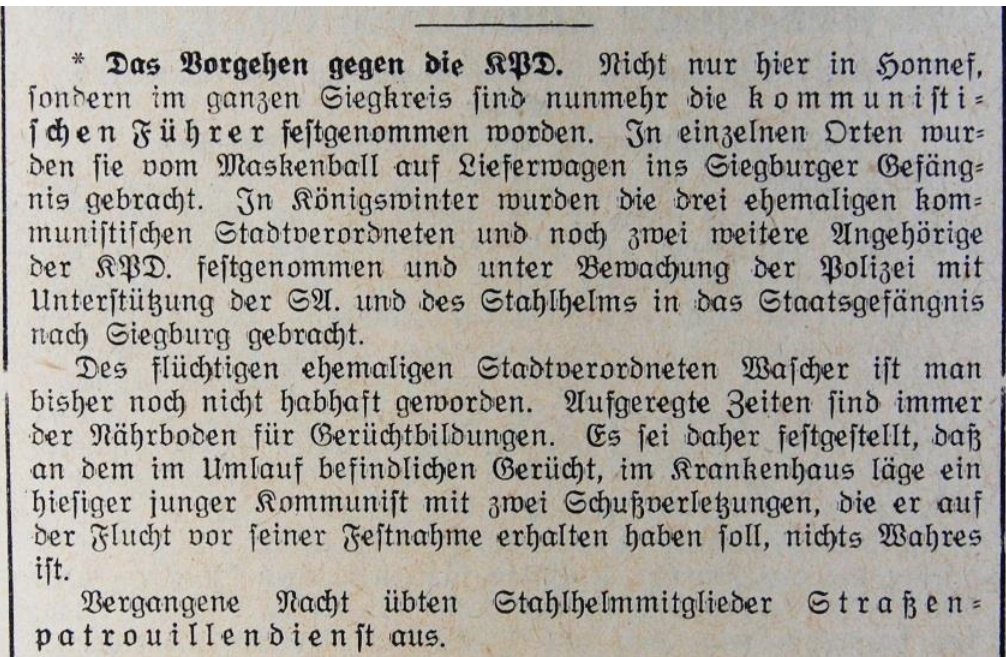 * Das Vorgehen gegen die KPD. Nicht nur hier in Honnef,
sondern im ganzen Siegkreis sind nunmehr die kommunisti-
schen Führer festgenommen worden. In einzelnen Orten wur-
den sie vom Maskenball auf Lieferwagen ins Siegburger Gefäng-
nis gebracht. In Königswinter wurden die drei ehemaligen kom-
munistischen Stadtverordneten und noch zwei weitere Angehörige
der KPD. festgenommen und unter Bewachung der Polizei mit
Unterstützung der SA. und des Stahlhelms in das Staatsgefängnis
nach Siegburg gebracht.
Des flüchtigen ehemaligen Stadtverordneten Wascher ist man
bisher noch nicht habhaft geworden. Aufgeregte Zeiten sind immer
der Nährboden für Gerüchtbildungen. Es sei daher festgestellt, daß
an dem im Umlauf befindlichen Gerücht, im Krankenhaus läge ein
hiesiger junger Kommunist mit zwei Schußverletzungen, die er auf
der Flucht vor seiner Festnahme erhalten haben soll, nichts Wahres
ist.
Vergangene Nacht übten Stahlhelmmitglieder Straßen-
patrouillendienst aus.